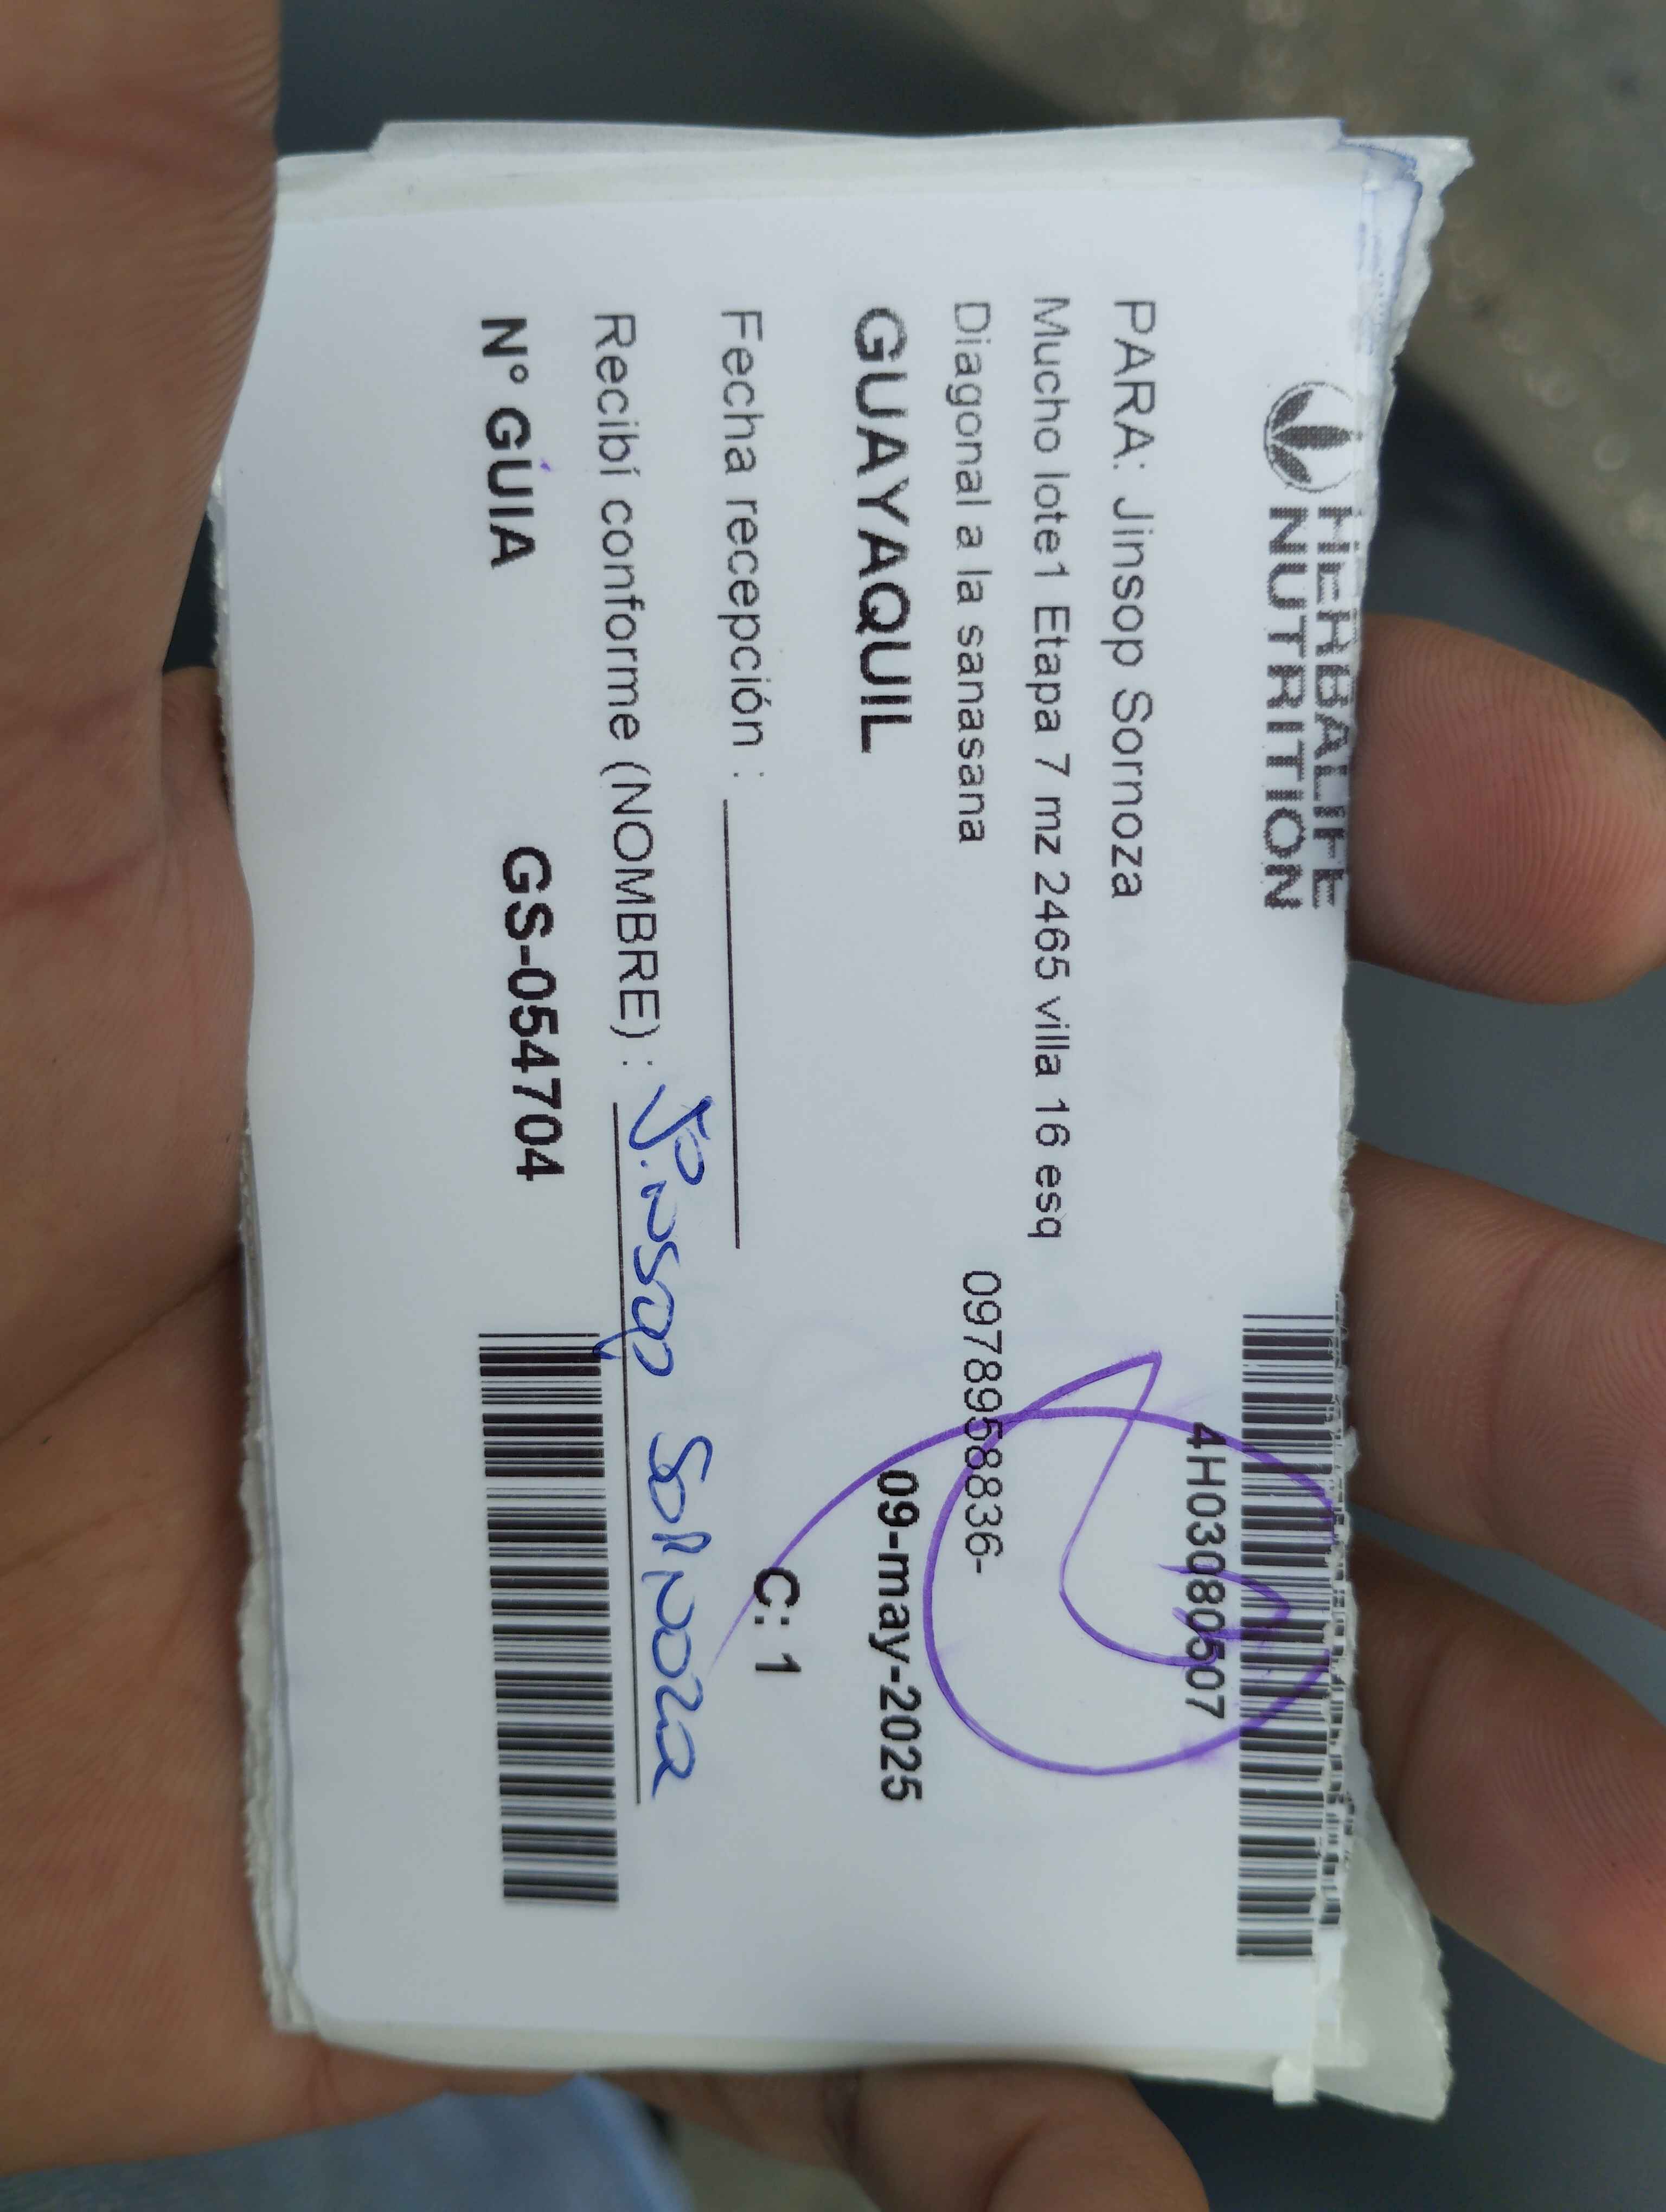 HERBALIFE
NUTRITION
4H03080507
PARA: Jinsop Sornoza
Mucho lote1 Etapa 7 mz 2465 villa 16 esq
Diagonal a la sanasana
0978958836-
GUAYAQUIL
09-may-2025
Fecha recepción :
C: 1
Recibí conforme (NOMBRE) : Jinsop Sornoza
N° GUIA GS-054704